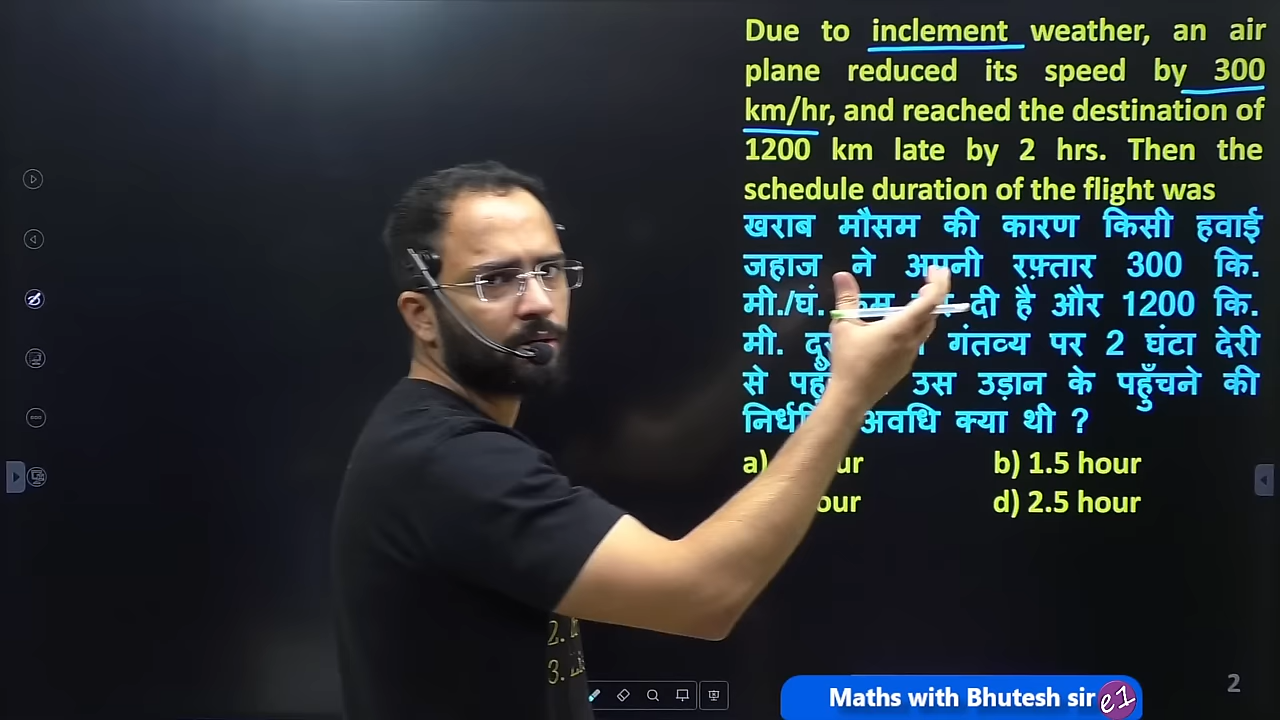 Due to inclement weather, an air
plane reduced its speed by 300
km/hr, and reached the destination of
1200 km late by 2 hrs. Then the
schedule duration of the flight was
खराब मौसम की कारण किसी हवाई
जहाज ने अपनी रफ़्तार 300 कि.
मी./घं. दी है और 1200 कि.
मी. गंतव्य पर 2 घंटा देरी
से उस उड़ान के पहुँचने की
अवधि क्या थी ?
a) b) 1.5 hour
d) 2.5 hour
2.
3.
Maths with Bhutesh sir e1
2